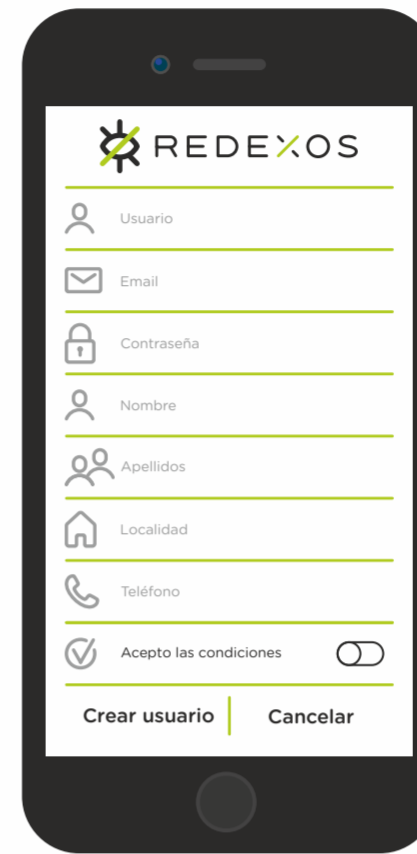 REDEXOS
Usuario
Email
Contraseña
Nombre
Apellidos
Localidad
Teléfono
Acepto las condiciones
Crear usuario
Cancelar